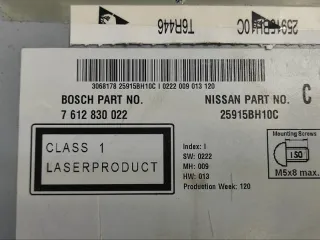 T6R446
25915BH10C
3068178 25915BH10C I 0222 009 013 120
BOSCH PART NO. NISSAN PART NO. C
7 612 830 022 25915BH10C
CLASS 1
LASERPRODUCT
Index: I
SW: 0222
MH: 009
HW: 013
Production Week: 120
Mounting Screws
ISO
M5x8 max.